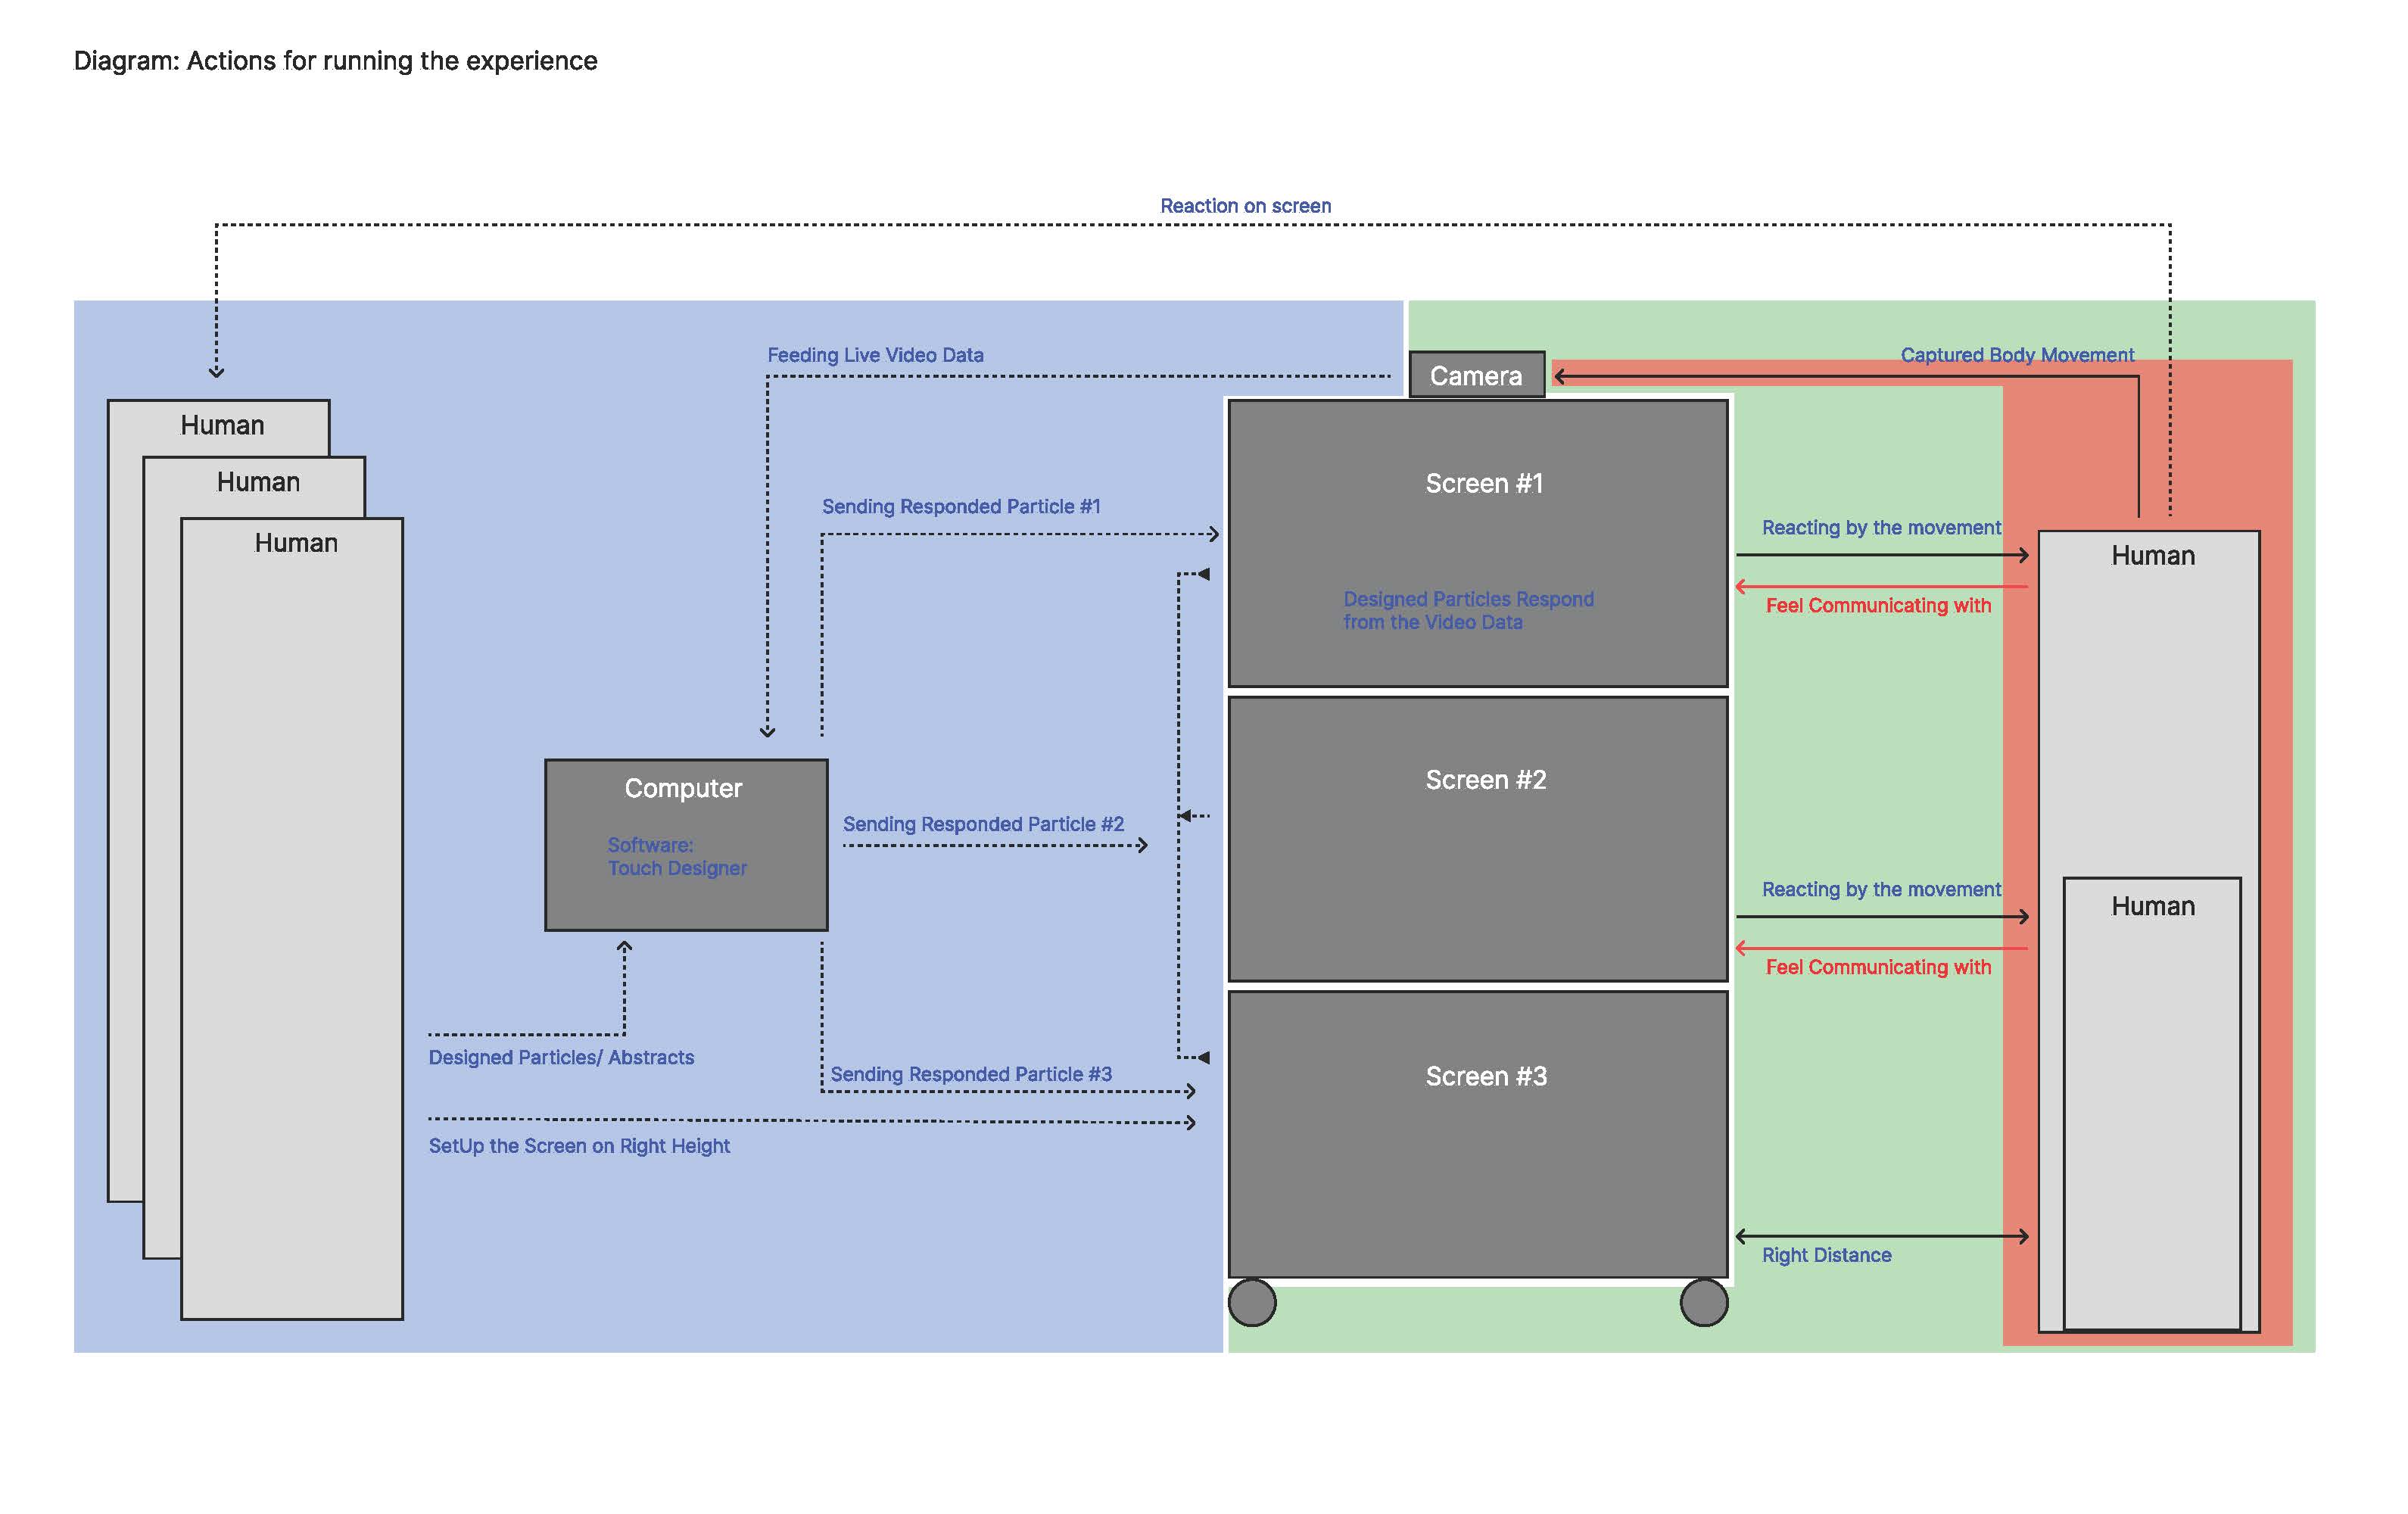 Diagram: Actions for running the experience
Reaction on screen
Feeding Live Video Data
Camera
Captured Body Movement
Human
Human
Human
Sending Responded Particle #1
Screen #1
Designed Particles Respond
from the Video Data
Reacting by the movement
Feel Communicating with
Human
Computer
Software:
Touch Designer
Sending Responded Particle #2
Screen #2
Reacting by the movement
Feel Communicating with
Human
Designed Particles/ Abstracts
Sending Responded Particle #3
SetUp the Screen on Right Height
Screen #3
Right Distance